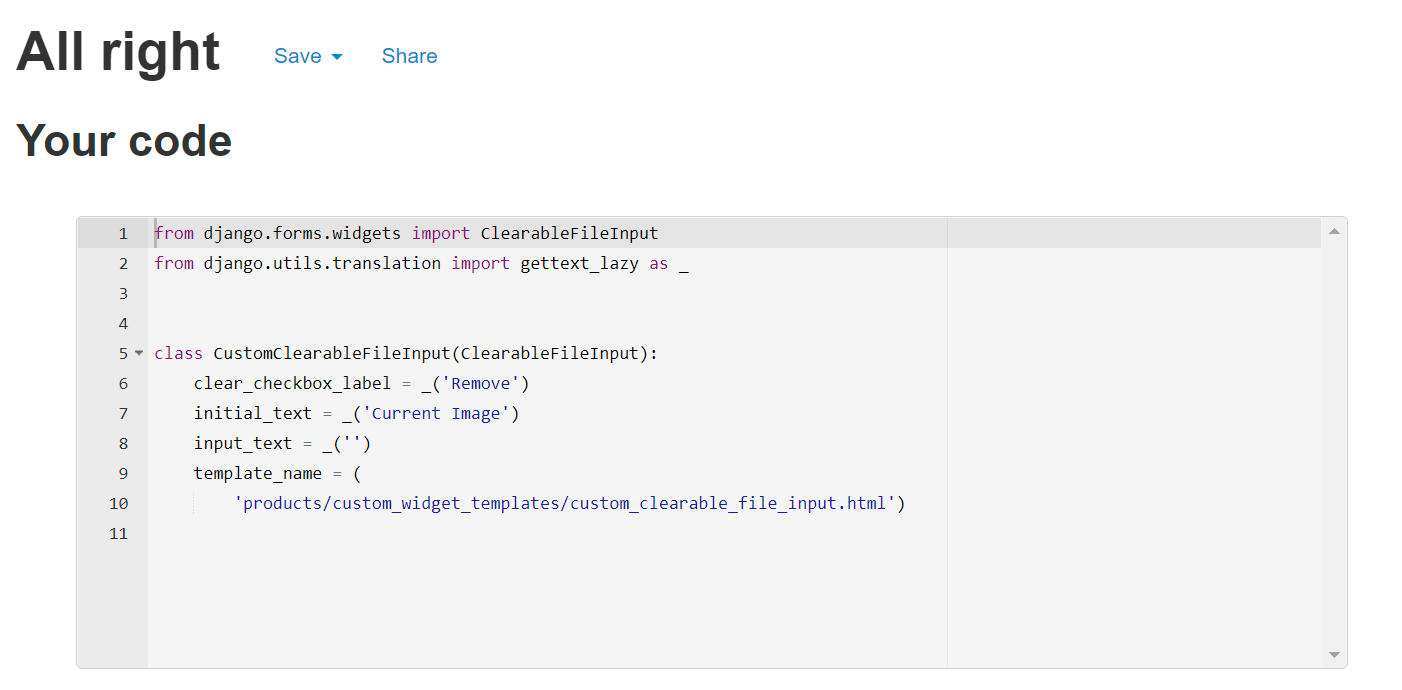 All right Save Share
Your code
1 from django.forms.widgets import ClearableFileInput
2 from django.utils.translation import gettext_lazy as _
3
4
5 class CustomClearableFileInput(ClearableFileInput):
6     clear_checkbox_label = _('Remove')
7     initial_text = _('Current Image')
8     input_text = _('')
9     template_name = (
10         'products/custom_widget_templates/custom_clearable_file_input.html')
11